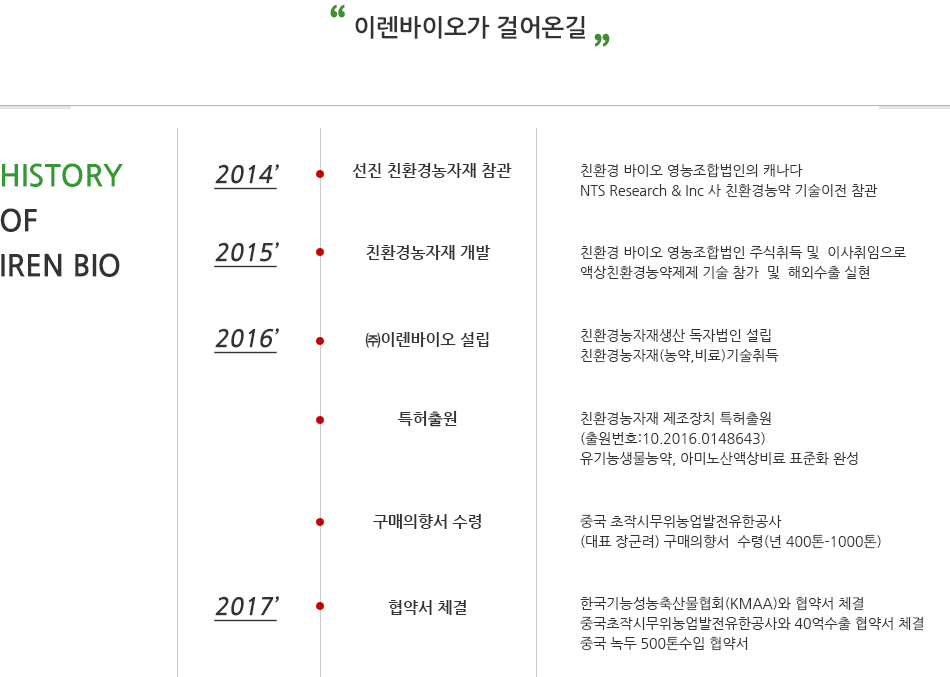 “ 이렌바이오가 걸어온길 ”
HISTORY
OF
IREN BIO
2014’
선진 친환경농자재 참관
친환경 바이오 영농조합법인의 캐나다
NTS Research & Inc 사 친환경농약 기술이전 참관
2015’
친환경농자재 개발
친환경 바이오 영농조합법인 주식취득 및 이사취임으로
액상친환경농약제제 기술 참가 및 해외수출 실현
2016’
㈜이렌바이오 설립
친환경농자재생산 독자법인 설립
친환경농자재(농약,비료)기술취득
특허출원
친환경농자재 제조장치 특허출원
(출원번호:10.2016.0148643)
유기농생물농약, 아미노산액상비료 표준화 완성
구매의향서 수령
중국 초작시무위농업발전유한공사
(대표 장군려) 구매의향서 수령(년 400톤-1000톤)
2017’
협약서 체결
한국기능성농축산물협회(KMAA)와 협약서 체결
중국초작시무위농업발전유한공사와 40억수출 협약서 체결
중국 녹두 500톤수입 협약서